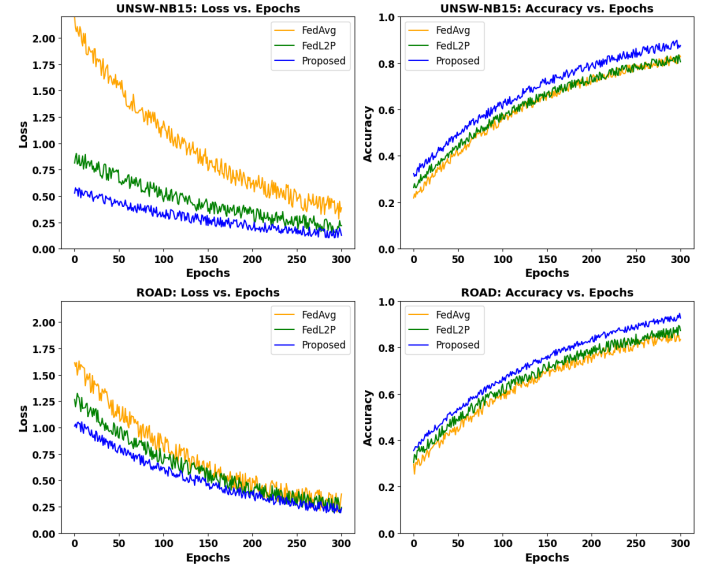 UNSW-NB15: Loss vs. Epochs
Loss
2.00
1.75
1.50
1.25
1.00
0.75
0.50
0.25
0.00
FedAvg
FedL2P
Proposed
0 50 100 150 200 250 300
Epochs
UNSW-NB15: Accuracy vs. Epochs
Accuracy
1.0
0.8
0.6
0.4
0.2
0.0
FedAvg
FedL2P
Proposed
0 50 100 150 200 250 300
Epochs
ROAD: Loss vs. Epochs
Loss
2.00
1.75
1.50
1.25
1.00
0.75
0.50
0.25
0.00
FedAvg
FedL2P
Proposed
0 50 100 150 200 250 300
Epochs
ROAD: Accuracy vs. Epochs
Accuracy
1.0
0.8
0.6
0.4
0.2
0.0
FedAvg
FedL2P
Proposed
0 50 100 150 200 250 300
Epochs